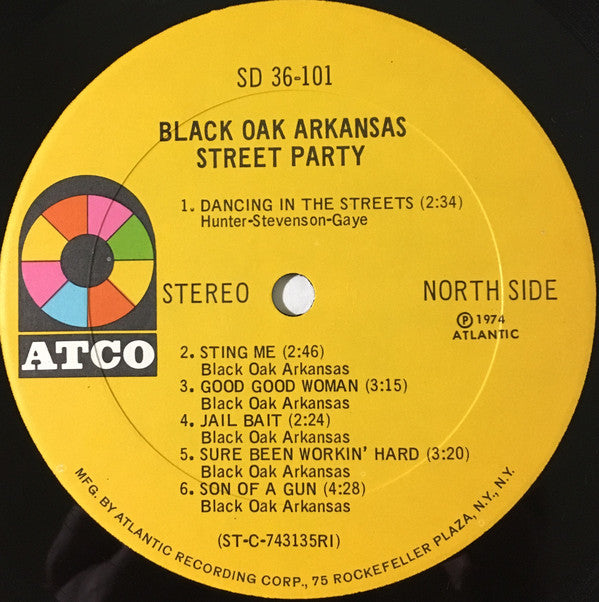 SD 36-101
BLACK OAK ARKANSAS
STREET PARTY
1. DANCING IN THE STREETS (2:34)
Hunter-Stevenson-Gaye
STEREO
NORTH SIDE
Ⓟ 1974
ATLANTIC
ATCO
2. STING ME (2:46)
Black Oak Arkansas
3. GOOD GOOD WOMAN (3:15)
Black Oak Arkansas
4. JAIL BAIT (2:24)
Black Oak Arkansas
5. SURE BEEN WORKIN' HARD (3:20)
Black Oak Arkansas
6. SON OF A GUN (4:28)
Black Oak Arkansas
(ST-C-743135RI)
MFG. BY ATLANTIC RECORDING CORP., 75 ROCKEFELLER PLAZA, N.Y., N.Y.